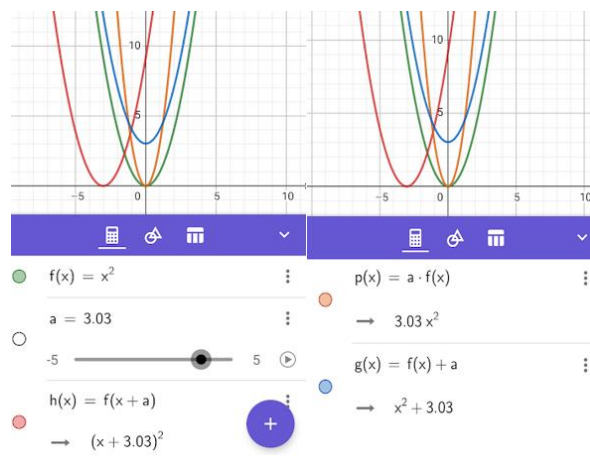 10
5
−5
0
5
10
f(x) = x²
a = 3.03
-5
5
h(x) = f(x + a)
→ (x + 3.03)²
+
10
5
−5
0
5
10
p(x) = a · f(x)
→ 3.03 x²
g(x) = f(x) + a
→ x² + 3.03